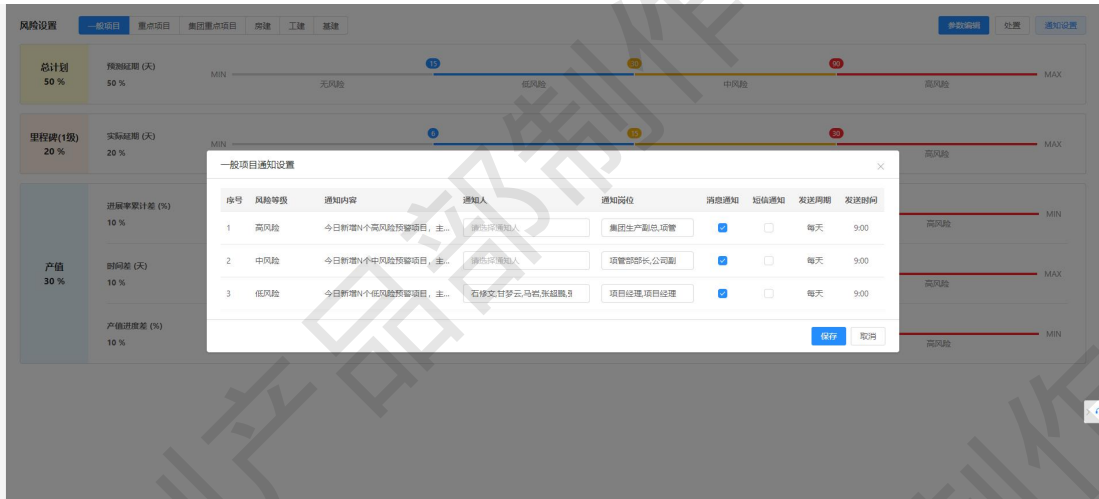 风险设置 一般项目 重点项目 集团重点项目 房建 工建 基建 参数编辑 处置 通知设置
总计划 50 % 预测延期 (天) 50 % MIN 15 30 90 MAX
无风险 低风险 中风险 高风险
里程碑(1级) 20 % 实际延期 (天) 20 % MIN 6 15 30 MAX
高风险
一般项目通知设置
序号 风险等级 通知内容 通知人 通知岗位 消息通知 短信通知 发送周期 发送时间
1 高风险 今日新增N个高风险预警项目，主... 请选择通知人 集团生产副总,项管 每天 9:00
2 中风险 今日新增N个中风险预警项目，主... 请选择通知人 项管部部长,公司副 每天 9:00
3 低风险 今日新增N个低风险预警项目，主... 石修文,甘梦云,马岩,张超鹏 项目经理,项目经理 每天 9:00
保存 取消
产值 30 %
进展率累计差 (%) 10 % MIN
高风险
时间差 (天) 10 % MAX
高风险
产值进度差 (%) 10 % MIN
高风险
产品部制作